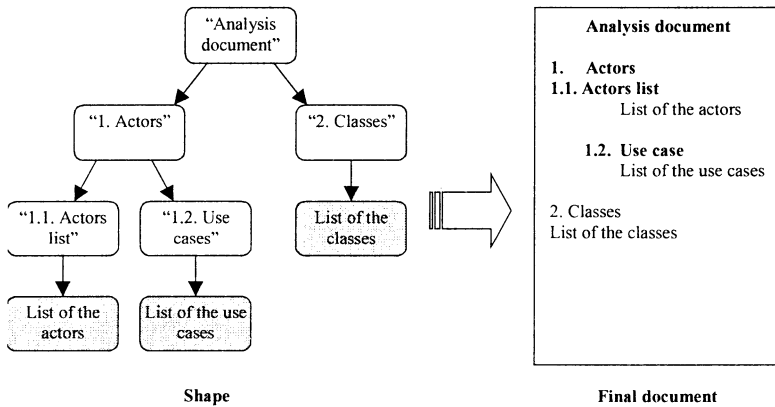 “Analysis
document”
“1. Actors”
“2. Classes”
“1.1. Actors
list”
“1.2. Use
cases”
List of the
classes
List of the
actors
List of the use
cases
Shape
Analysis document
1. Actors
1.1. Actors list
List of the actors
1.2. Use case
List of the use cases
2. Classes
List of the classes
Final document